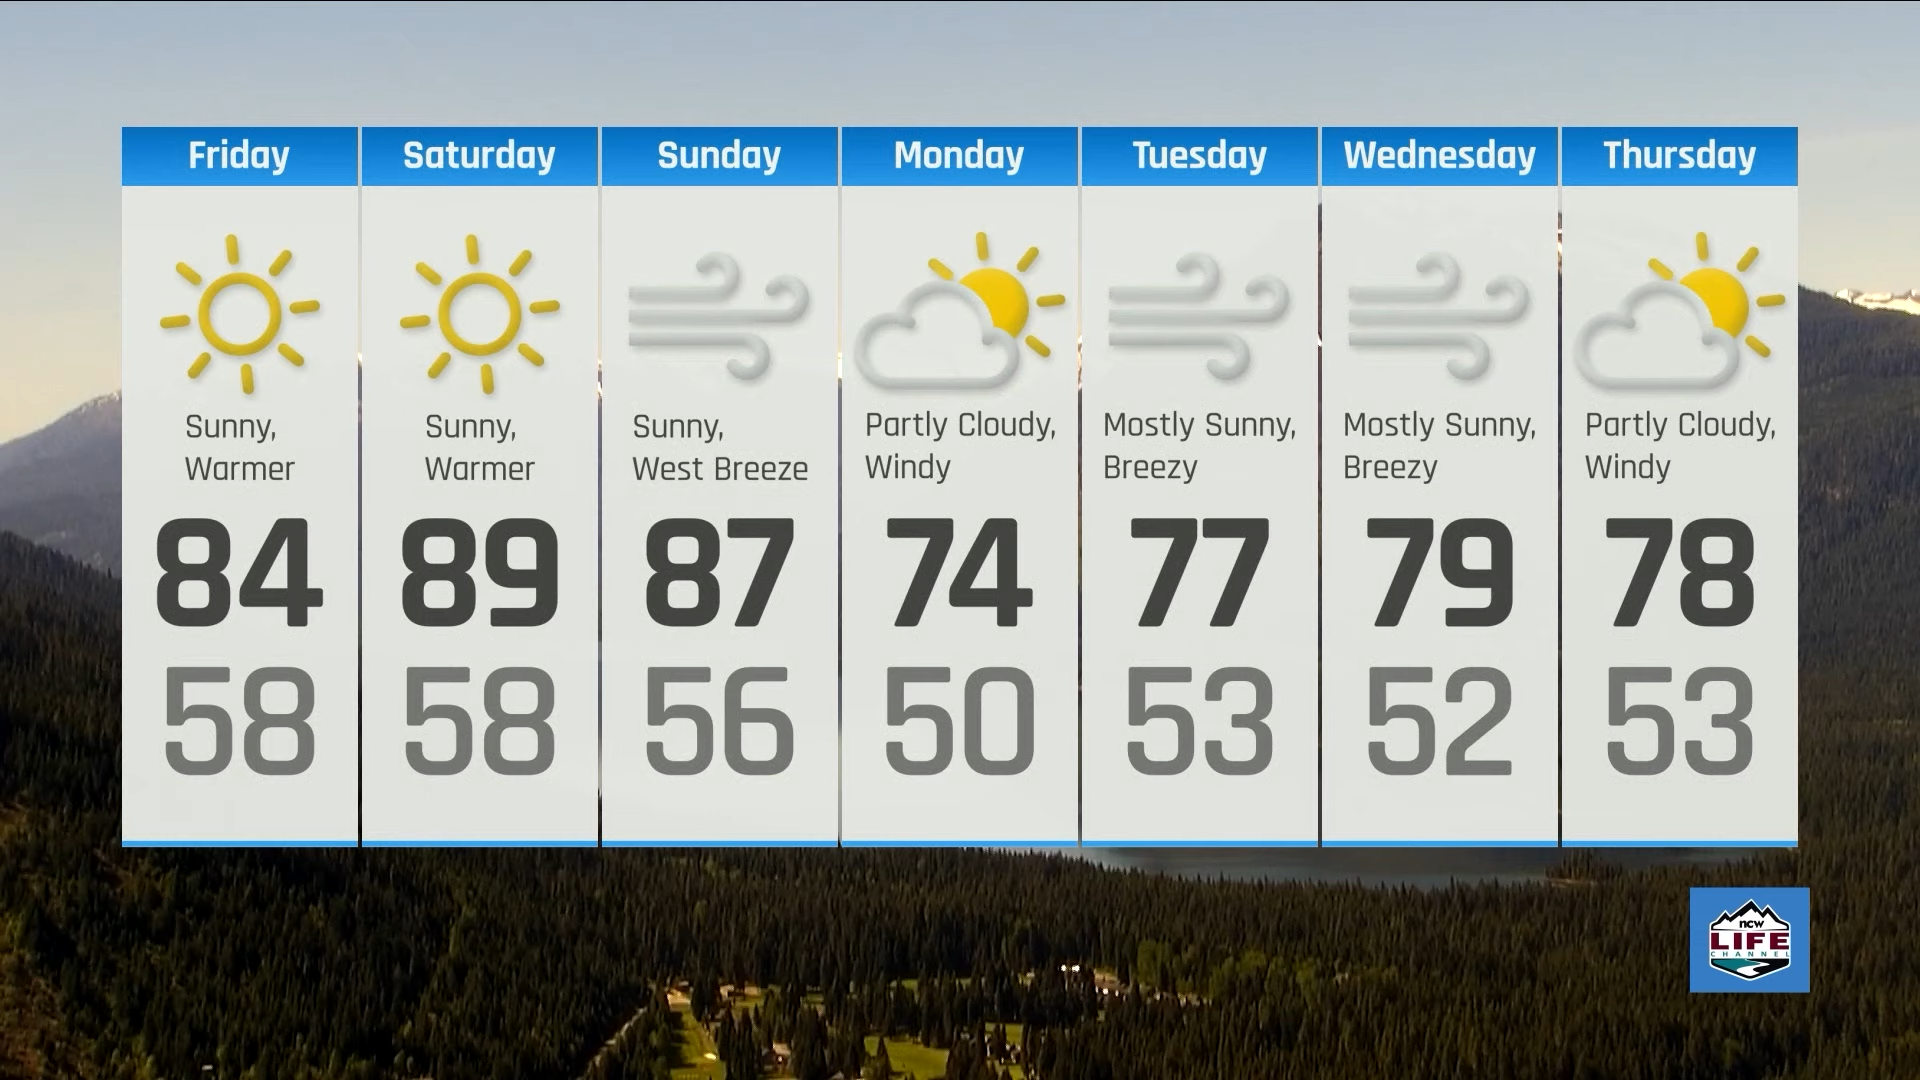 Friday
Sunny,
Warmer
84
58
Saturday
Sunny,
Warmer
89
58
Sunday
Sunny,
West Breeze
87
56
Monday
Partly Cloudy,
Windy
74
50
Tuesday
Mostly Sunny,
Breezy
77
53
Wednesday
Mostly Sunny,
Breezy
79
52
Thursday
Partly Cloudy,
Windy
78
53
ncw
LIFE
CHANNEL